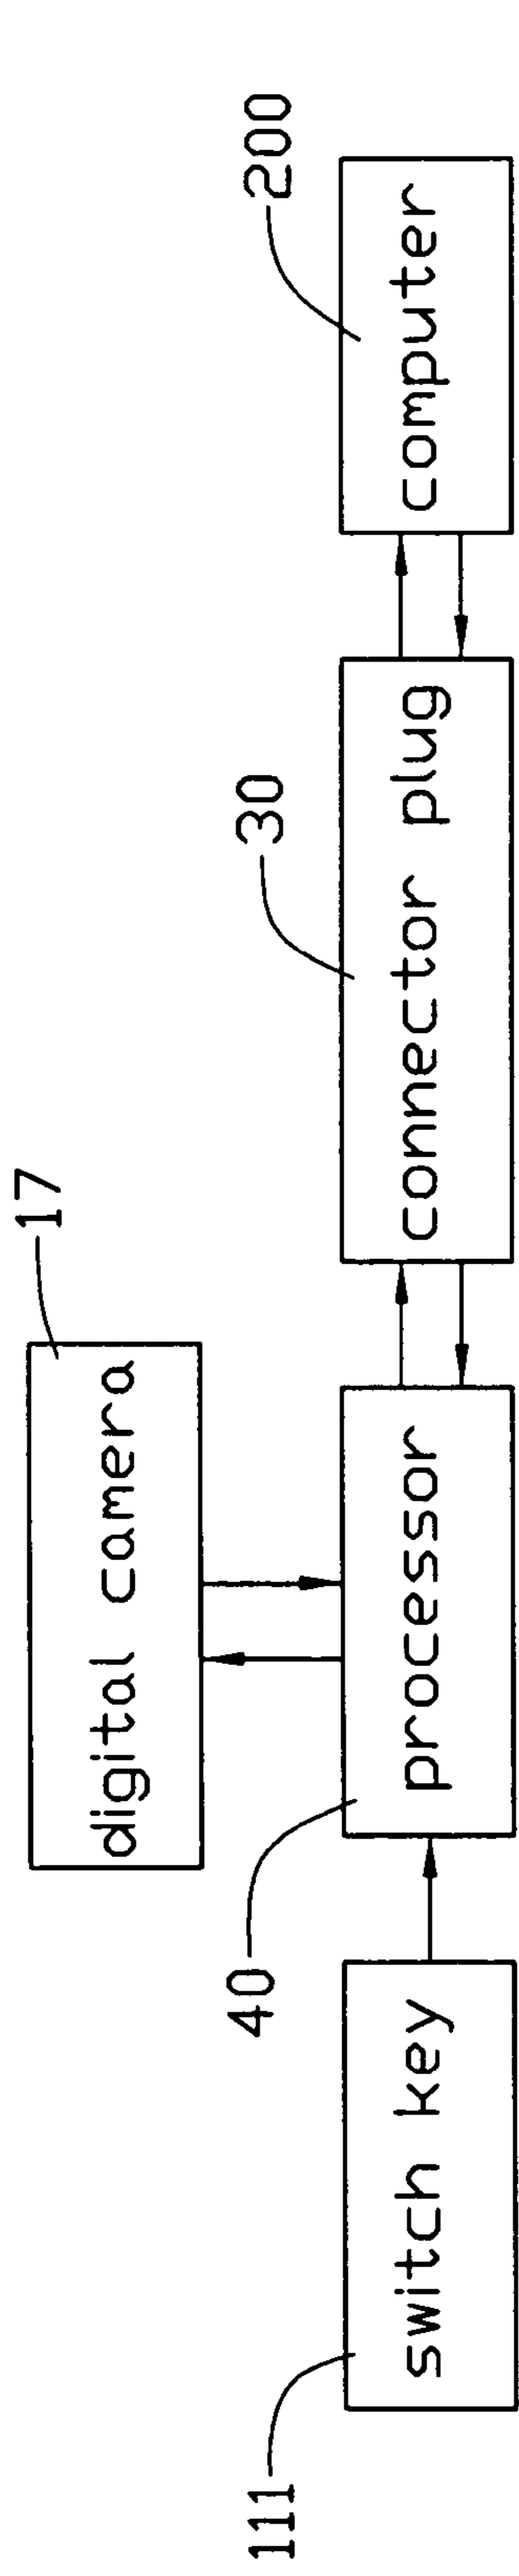 17
digital camera
40
30
200
111
switch key
processor
connector plug
computer